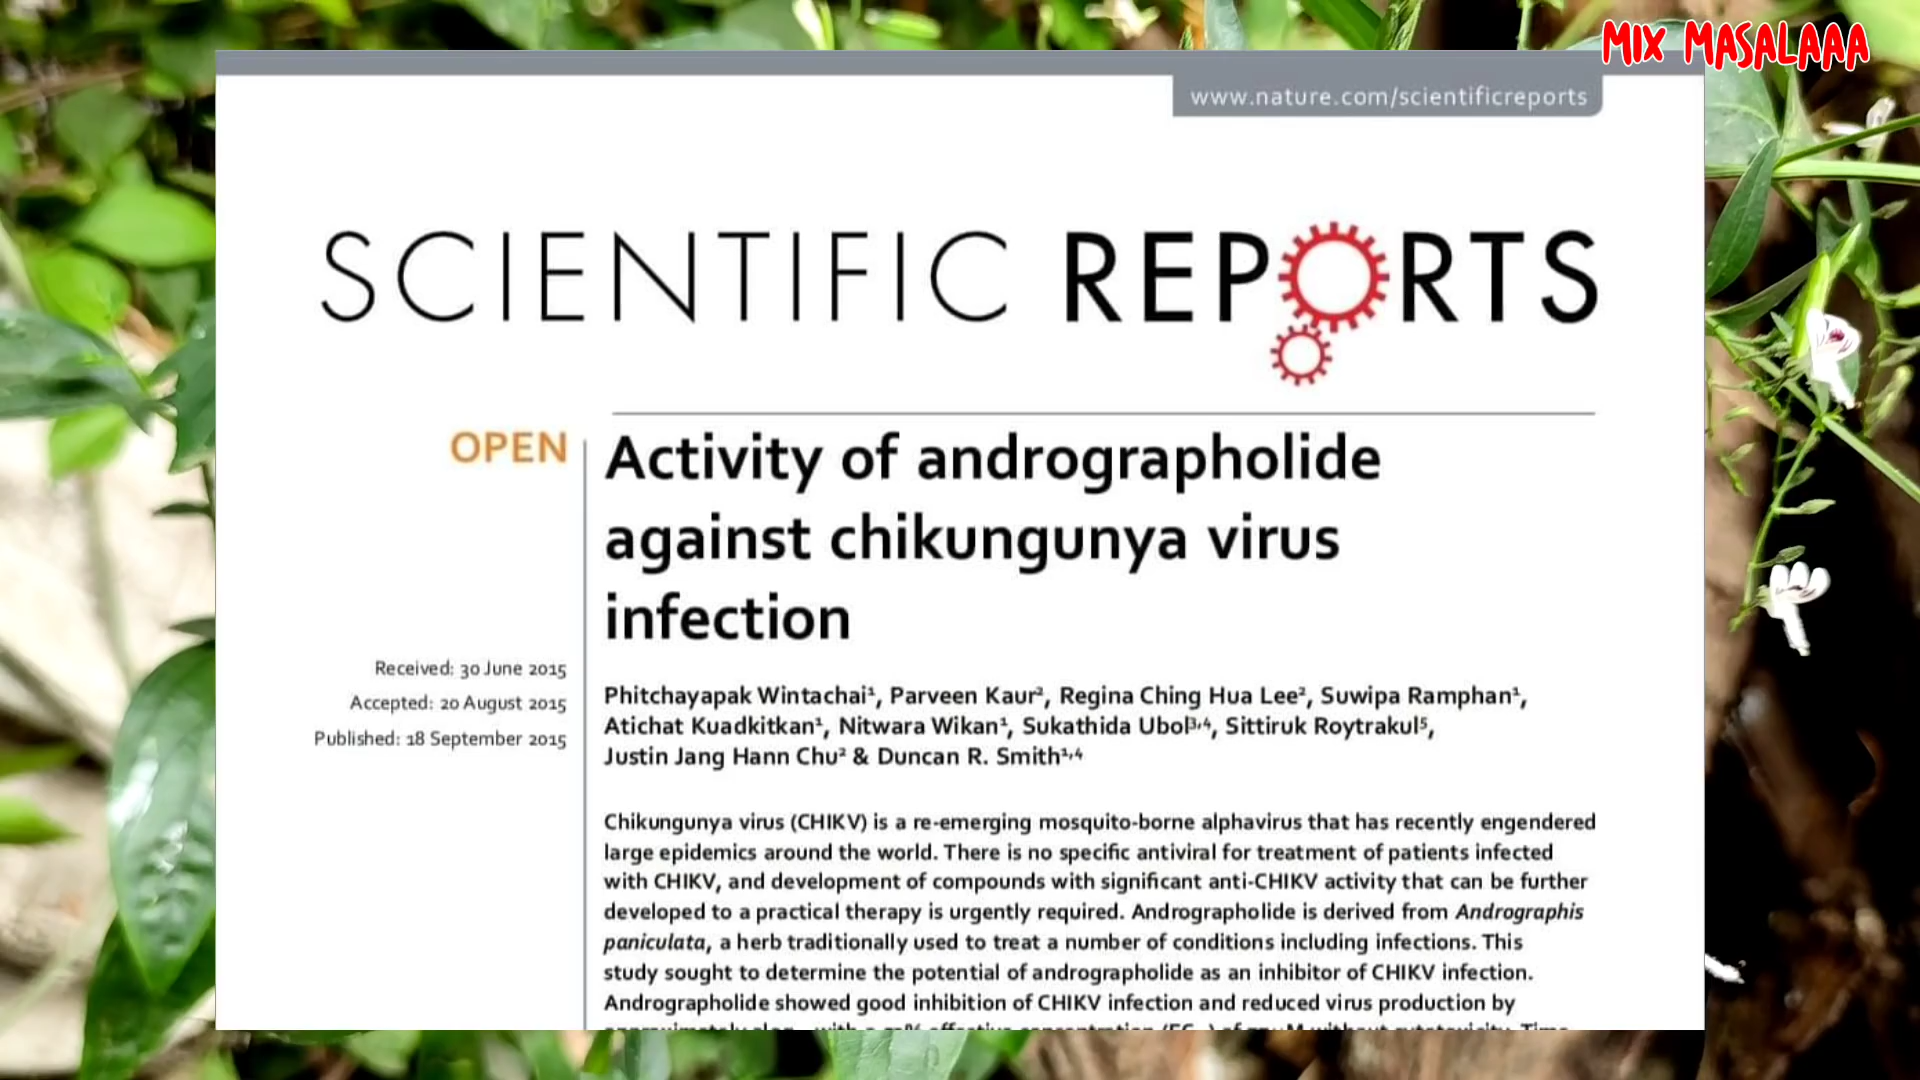 MIX MASALAAA
www.nature.com/scientificreports
SCIENTIFIC REPORTS
OPEN
Activity of andrographolide
against chikungunya virus
infection
Received: 30 June 2015
Accepted: 20 August 2015
Published: 18 September 2015
Phitchayapak Wintachai¹, Parveen Kaur², Regina Ching Hua Lee², Suwipa Ramphan¹,
Atichat Kuadkitkan¹, Nitwara Wikan¹, Sukathida Ubol³,⁴, Sittiruk Roytrakul⁵,
Justin Jang Hann Chu² & Duncan R. Smith¹,⁴
Chikungunya virus (CHIKV) is a re-emerging mosquito-borne alphavirus that has recently engendered
large epidemics around the world. There is no specific antiviral for treatment of patients infected
with CHIKV, and development of compounds with significant anti-CHIKV activity that can be further
developed to a practical therapy is urgently required. Andrographolide is derived from Andrographis
paniculata, a herb traditionally used to treat a number of conditions including infections. This
study sought to determine the potential of andrographolide as an inhibitor of CHIKV infection.
Andrographolide showed good inhibition of CHIKV infection and reduced virus production by